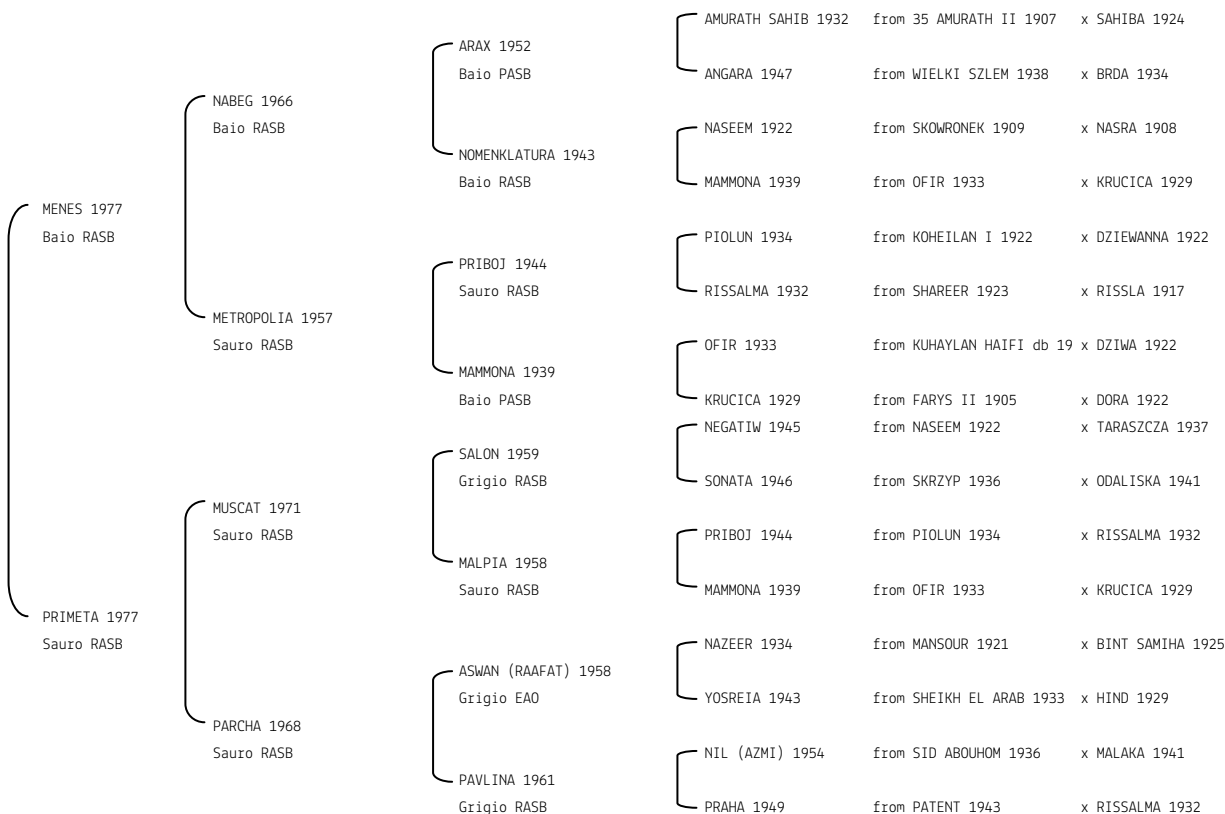 AMURATH SAHIB 1932 from 35 AMURATH II 1907 x SAHIBA 1924
ARAX 1952
Baio PASB
ANGARA 1947 from WIELKI SZLEM 1938 x BRDA 1934
NABEG 1966
Baio RASB
NASEEM 1922 from SKOWRONEK 1909 x NASRA 1908
NOMENKLATURA 1943
Baio RASB
MAMMONA 1939 from OFIR 1933 x KRUCICA 1929
MENES 1977
Baio RASB
PIOLUN 1934 from KOHEILAN I 1922 x DZIEWANNA 1922
PRIBOJ 1944
Sauro RASB
RISSALMA 1932 from SHAREER 1923 x RISSLA 1917
METROPOLIA 1957
Sauro RASB
OFIR 1933 from KUHAYLAN HAIFI db 19 x DZIWA 1922
MAMMONA 1939
Baio PASB
KRUCICA 1929 from FARYS II 1905 x DORA 1922
NEGATIW 1945 from NASEEM 1922 x TARASZCZA 1937
SALON 1959
Grigio RASB
SONATA 1946 from SKRZYP 1936 x ODALISKA 1941
MUSCAT 1971
Sauro RASB
PRIBOJ 1944 from PIOLUN 1934 x RISSALMA 1932
MALPIA 1958
Sauro RASB
MAMMONA 1939 from OFIR 1933 x KRUCICA 1929
PRIMETA 1977
Sauro RASB
NAZEER 1934 from MANSOUR 1921 x BINT SAMIHA 1925
ASWAN (RAAFAT) 1958
Grigio EAO
YOSREIA 1943 from SHEIKH EL ARAB 1933 x HIND 1929
PARCHA 1968
Sauro RASB
NIL (AZMI) 1954 from SID ABOUHOM 1936 x MALAKA 1941
PAVLINA 1961
Grigio RASB
PRAHA 1949 from PATENT 1943 x RISSALMA 1932